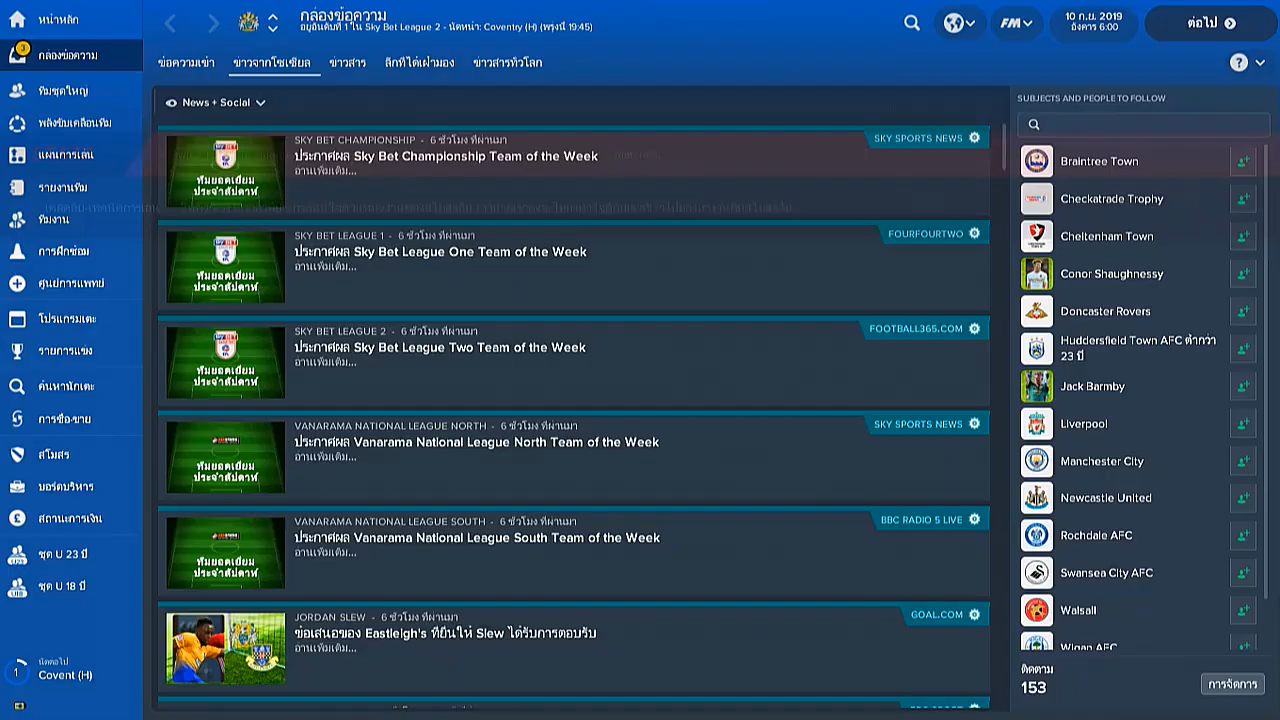 หน้าหลัก
กล่องข้อความ
อยู่อันดับที่ 1 ใน Sky Bet League 2 - นัดหน้า: Coventry (H) (พรุ่งนี้ 19:45)
FM
10 ก.ย. 2019
อังคาร 6:00
ต่อไป
3
กล่องข้อความ
ข้อความเข้า
ข่าวจากโซเชียล
ข่าวสาร
ลีกที่ได้เฝ้ามอง
ข่าวสารทั่วโลก
?
ทีมชุดใหญ่
พลังขับเคลื่อนทีม
แผนการเล่น
รายงานทีม
ทีมงาน
การฝึกซ้อม
ศูนย์การแพทย์
โปรแกรมเตะ
รายการแข่ง
ค้นหานักเตะ
การซื้อ-ขาย
สโมสร
บอร์ดบริหาร
สถานะการเงิน
ชุด U 23 ปี
ชุด U 18 ปี
นัดต่อไป
1
Covent (H)
News + Social
SKY BET CHAMPIONSHIP - 6 ชั่วโมง ที่ผ่านมา
SKY SPORTS NEWS
ประกาศผล Sky Bet Championship Team of the Week
อ่านเพิ่มเติม...
ทีมยอดเยี่ยม
ประจำสัปดาห์
SKY BET LEAGUE 1 - 6 ชั่วโมง ที่ผ่านมา
FOURFOURTWO
ประกาศผล Sky Bet League One Team of the Week
อ่านเพิ่มเติม...
ทีมยอดเยี่ยม
ประจำสัปดาห์
SKY BET LEAGUE 2 - 6 ชั่วโมง ที่ผ่านมา
FOOTBALL365.COM
ประกาศผล Sky Bet League Two Team of the Week
อ่านเพิ่มเติม...
ทีมยอดเยี่ยม
ประจำสัปดาห์
VANARAMA NATIONAL LEAGUE NORTH - 6 ชั่วโมง ที่ผ่านมา
SKY SPORTS NEWS
ประกาศผล Vanarama National League North Team of the Week
อ่านเพิ่มเติม...
ทีมยอดเยี่ยม
ประจำสัปดาห์
VANARAMA NATIONAL LEAGUE SOUTH - 6 ชั่วโมง ที่ผ่านมา
BBC RADIO 5 LIVE
ประกาศผล Vanarama National League South Team of the Week
อ่านเพิ่มเติม...
ทีมยอดเยี่ยม
ประจำสัปดาห์
JORDAN SLEW - 6 ชั่วโมง ที่ผ่านมา
GOAL.COM
ข้อเสนอของ Eastleigh's ที่ยื่นให้ Slew ได้รับการตอบรับ
อ่านเพิ่มเติม...
SUBJECTS AND PEOPLE TO FOLLOW
Braintree Town
Checkatrade Trophy
Cheltenham Town
Conor Shaughnessy
Doncaster Rovers
Huddersfield Town AFC ต่ำกว่า
23 ปี
Jack Barmby
Liverpool
Manchester City
Newcastle United
Rochdale AFC
Swansea City AFC
Walsall
Wigan AFC
ติดตาม
153
การจัดการ